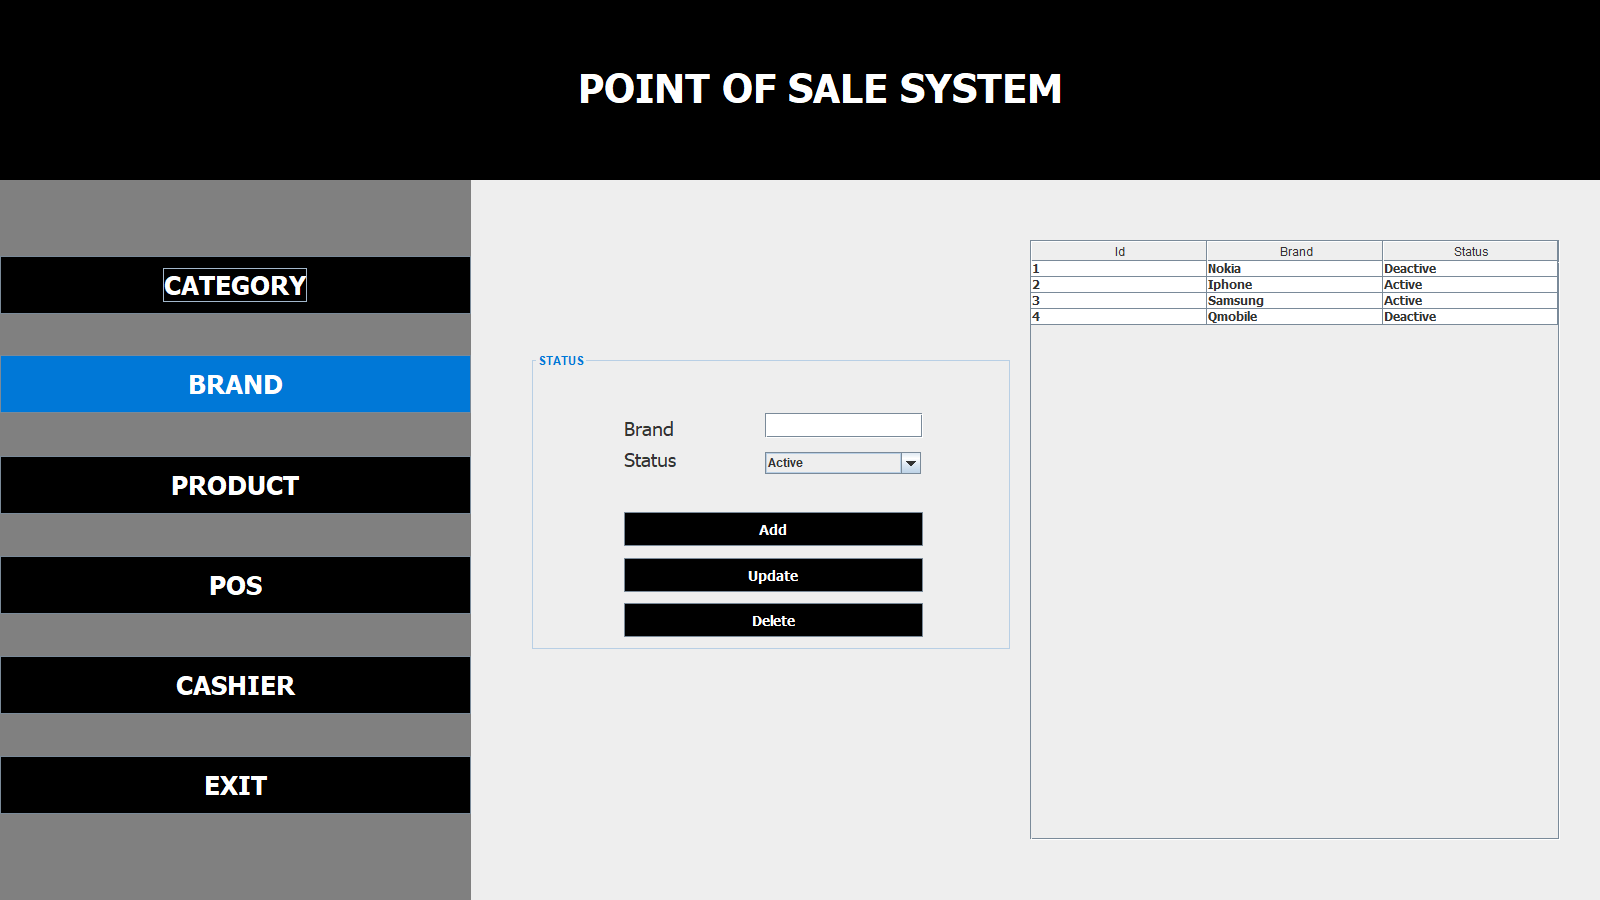 POINT OF SALE SYSTEM
CATEGORY
BRAND
PRODUCT
POS
CASHIER
EXIT
STATUS
Brand
Status Active
Add
Update
Delete
Id Brand Status
1 Nokia Deactive
2 Iphone Active
3 Samsung Active
4 Qmobile Deactive